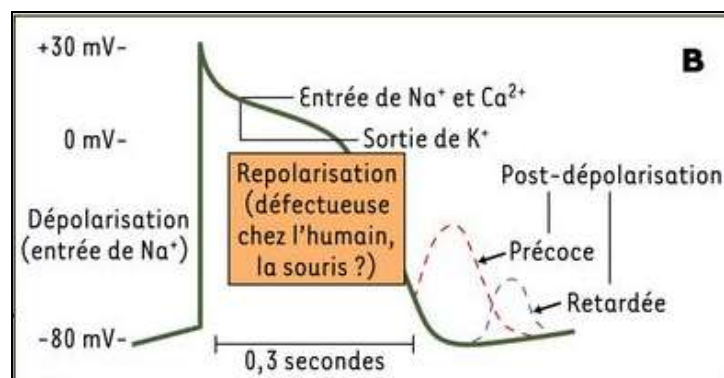 +30 mV-
B
Entrée de Na⁺ et Ca²⁺
0 mV-
Sortie de K⁺
Repolarisation
(défectueuse
chez l'humain,
la souris ?)
Post-dépolarisation
Dépolarisation
(entrée de Na⁺)
Précoce
Retardée
-80 mV-
0,3 secondes